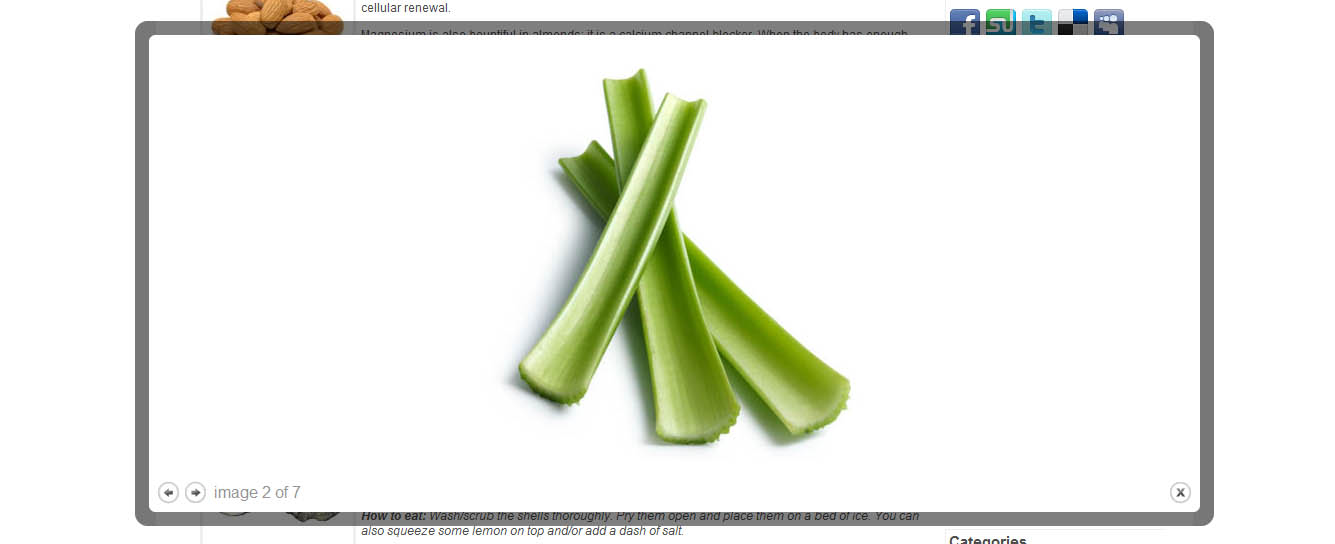 cellular renewal.
Magnesium is also bountiful in almonds; it is a calcium channel blocker. When the body has enough
image 2 of 7
How to eat: Wash/scrub the shells thoroughly. Pry them open and place them on a bed of ice. You can
also squeeze some lemon on top and/or add a dash of salt.
Categories